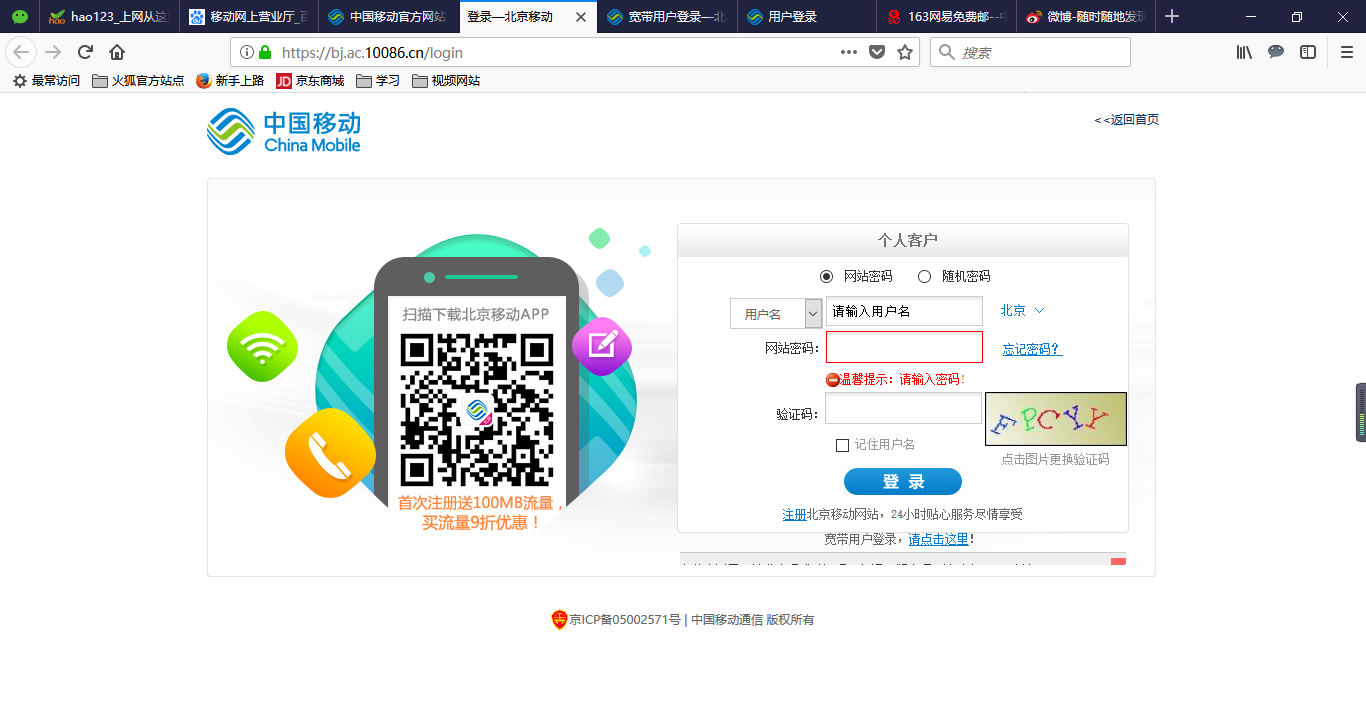 hao123_上网从这
移动网上营业厅_百
中国移动官方网站
登录—北京移动
宽带用户登录—北
用户登录
163网易免费邮--中
微博-随时随地发现
https://bj.ac.10086.cn/login
搜索
最常访问
火狐官方站点
新手上路
JD 京东商城
学习
视频网站
中国移动
China Mobile
<<返回首页
扫描下载北京移动APP
首次注册送100MB流量，
买流量9折优惠！
个人客户
网站密码
随机密码
用户名
请输入用户名
北京
网站密码：
忘记密码？
温馨提示：请输入密码！
验证码：
FPCYY
记住用户名
点击图片更换验证码
登 录
注册北京移动网站，24小时贴心服务尽情享受
宽带用户登录，请点击这里！
京ICP备05002571号 | 中国移动通信 版权所有